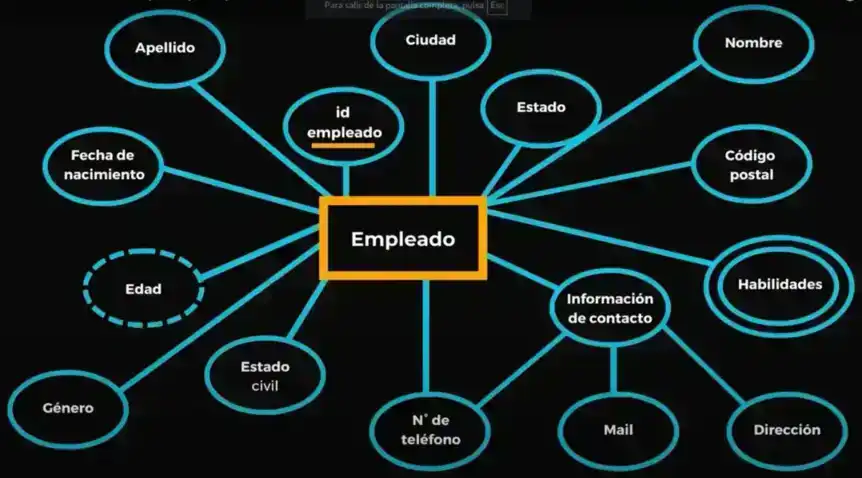 Para salir de la pantalla completa, pulsa Esc
Apellido
Ciudad
Nombre
id
empleado
Estado
Fecha de
nacimiento
Código
postal
Empleado
Edad
Habilidades
Información
de contacto
Estado
civil
Género
N° de
teléfono
Mail
Dirección